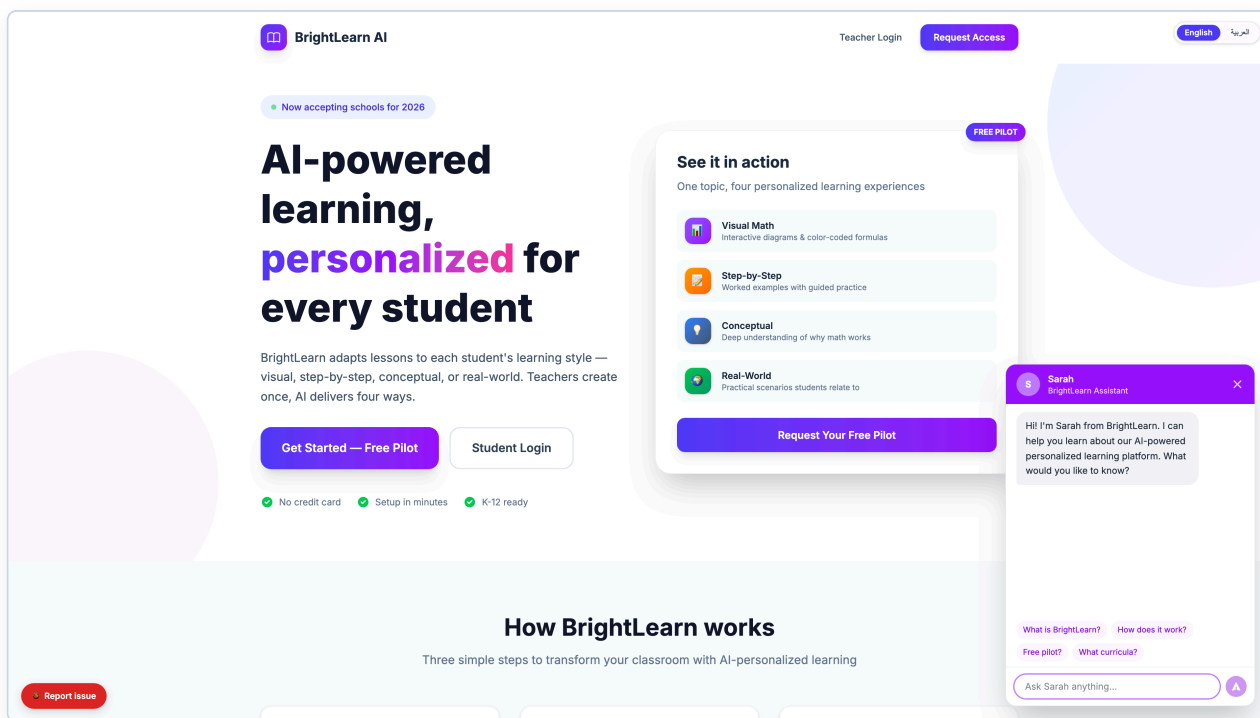 BrightLearn AI
Teacher Login
Request Access
English
العربية
Now accepting schools for 2026
AI-powered
learning,
personalized for
every student
BrightLearn adapts lessons to each student's learning style —
visual, step-by-step, conceptual, or real-world. Teachers create
once, AI delivers four ways.
Get Started — Free Pilot
Student Login
No credit card
Setup in minutes
K-12 ready
FREE PILOT
See it in action
One topic, four personalized learning experiences
Visual Math
Interactive diagrams & color-coded formulas
Step-by-Step
Worked examples with guided practice
Conceptual
Deep understanding of why math works
Real-World
Practical scenarios students relate to
Request Your Free Pilot
How BrightLearn works
Three simple steps to transform your classroom with AI-personalized learning
Report issue
S
Sarah
BrightLearn Assistant
Hi! I'm Sarah from BrightLearn. I can
help you learn about our AI-powered
personalized learning platform. What
would you like to know?
What is BrightLearn?
How does it work?
Free pilot?
What curricula?
Ask Sarah anything...